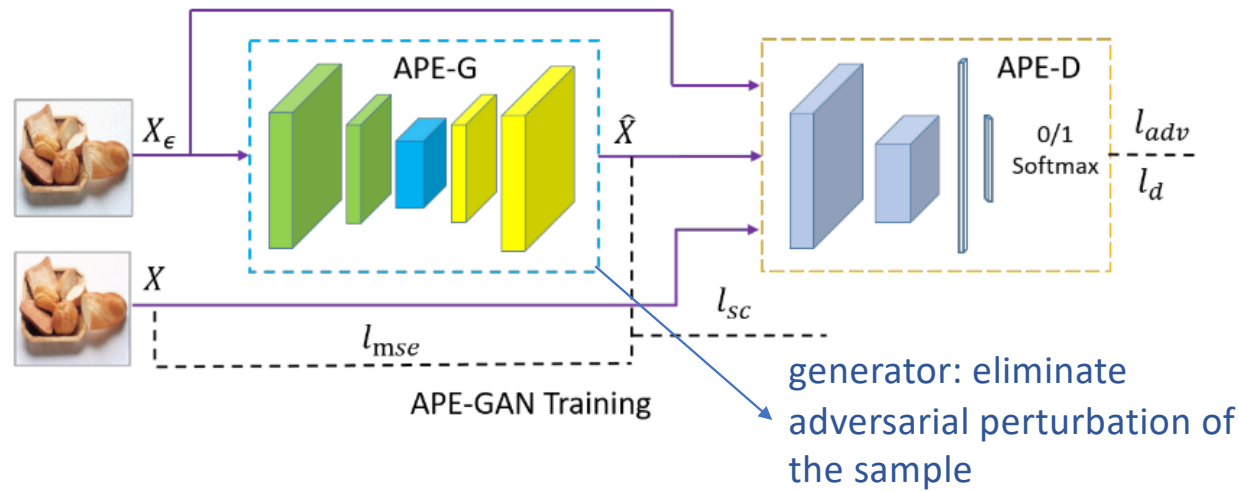 APE-G
APE-D
X_ϵ
X̂
0/1
Softmax
l_adv
l_d
X
l_sc
l_mse
generator: eliminate
adversarial perturbation of
the sample
APE-GAN Training